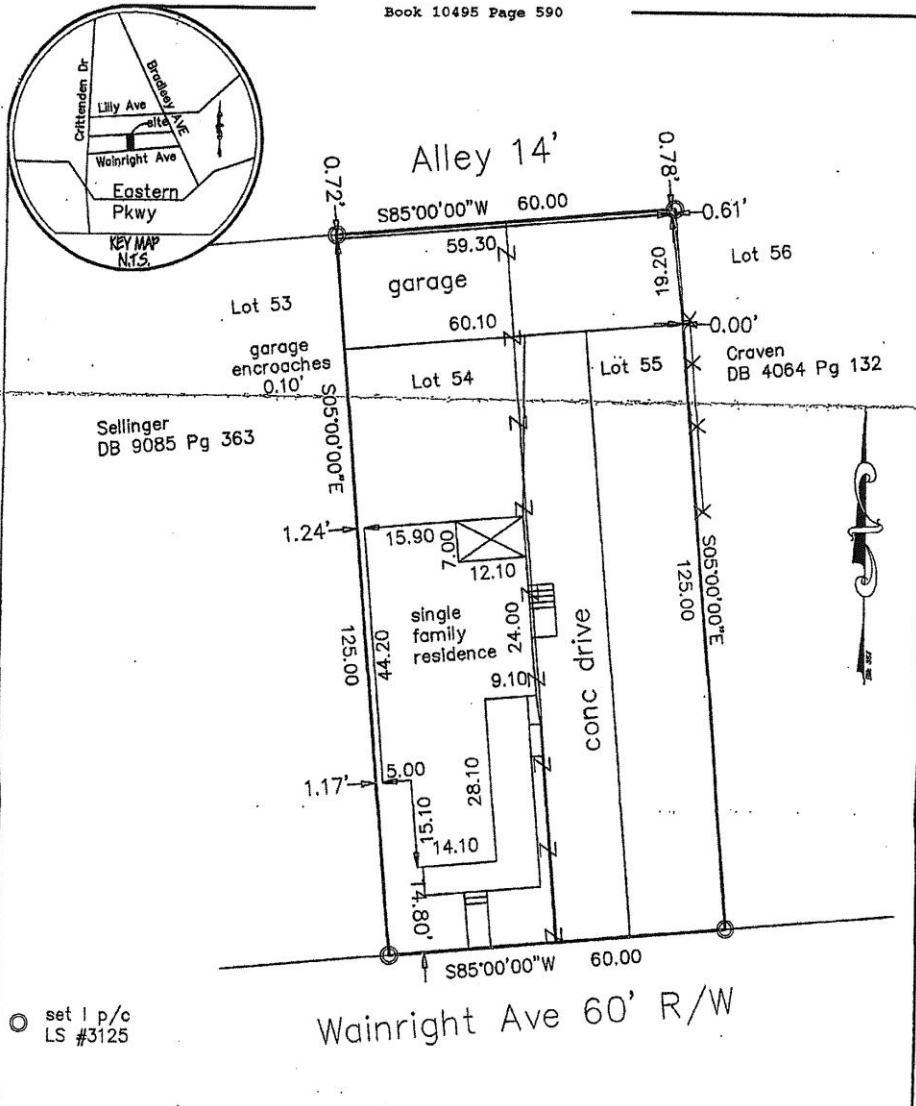 Book 10495 Page 590
Crittenden Dr
Bradley AVE
Lilly Ave
site
Wainright Ave
Eastern
Pkwy
KEY MAP
N.T.S.
Alley 14'
0.72'
0.78'
S85°00'00"W 60.00
0.61'
59.30
garage
19.20
Lot 56
Lot 53
60.10
0.00'
garage
encroaches
0.10'
Lot 54
Lot 55
Craven
DB 4064 Pg 132
S05°00'00"E
Sellinger
DB 9085 Pg 363
1.24'
15.90
7.00
12.10
S05°00'00"E
125.00
single
family
residence
24.00
125.00
44.20
9.10
conc drive
5.00
1.17'
28.10
15.10
14.10
14.80'
S85°00'00"W 60.00
set I p/c
LS #3125
Wainright Ave 60' R/W